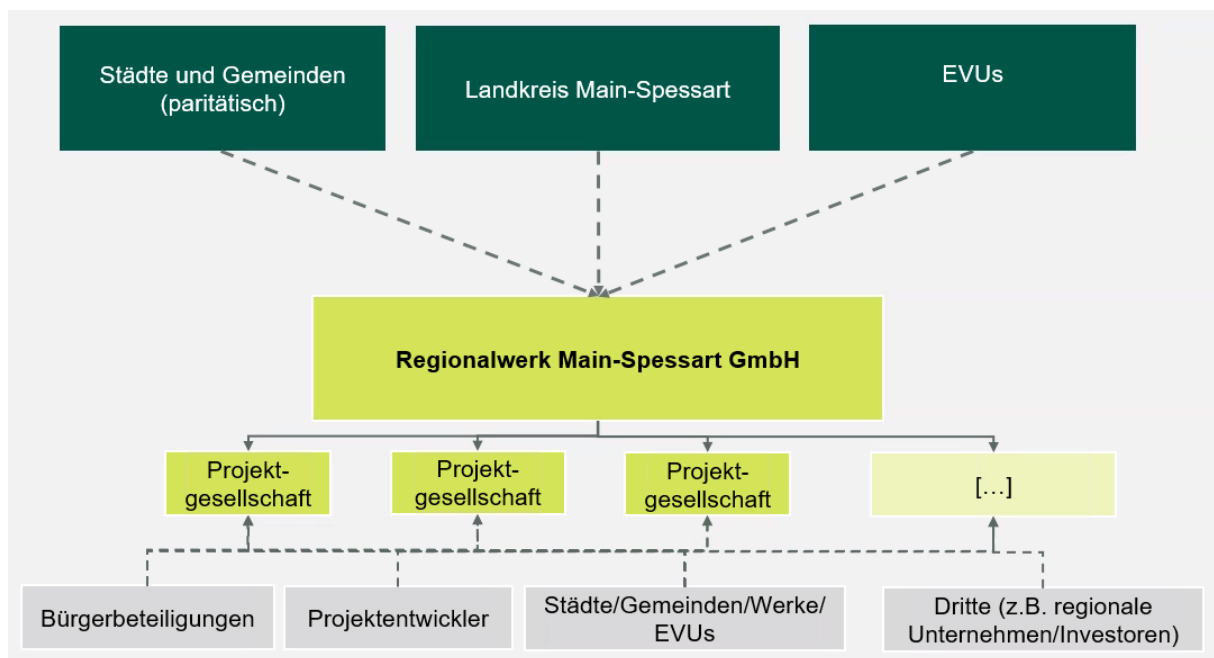 Städte und Gemeinden
(paritätisch)
Landkreis Main-Spessart
EVUs
Regionalwerk Main-Spessart GmbH
Projekt-
gesellschaft
Projekt-
gesellschaft
Projekt-
gesellschaft
[…]
Bürgerbeteiligungen
Projektentwickler
Städte/Gemeinden/Werke/
EVUs
Dritte (z.B. regionale
Unternehmen/Investoren)